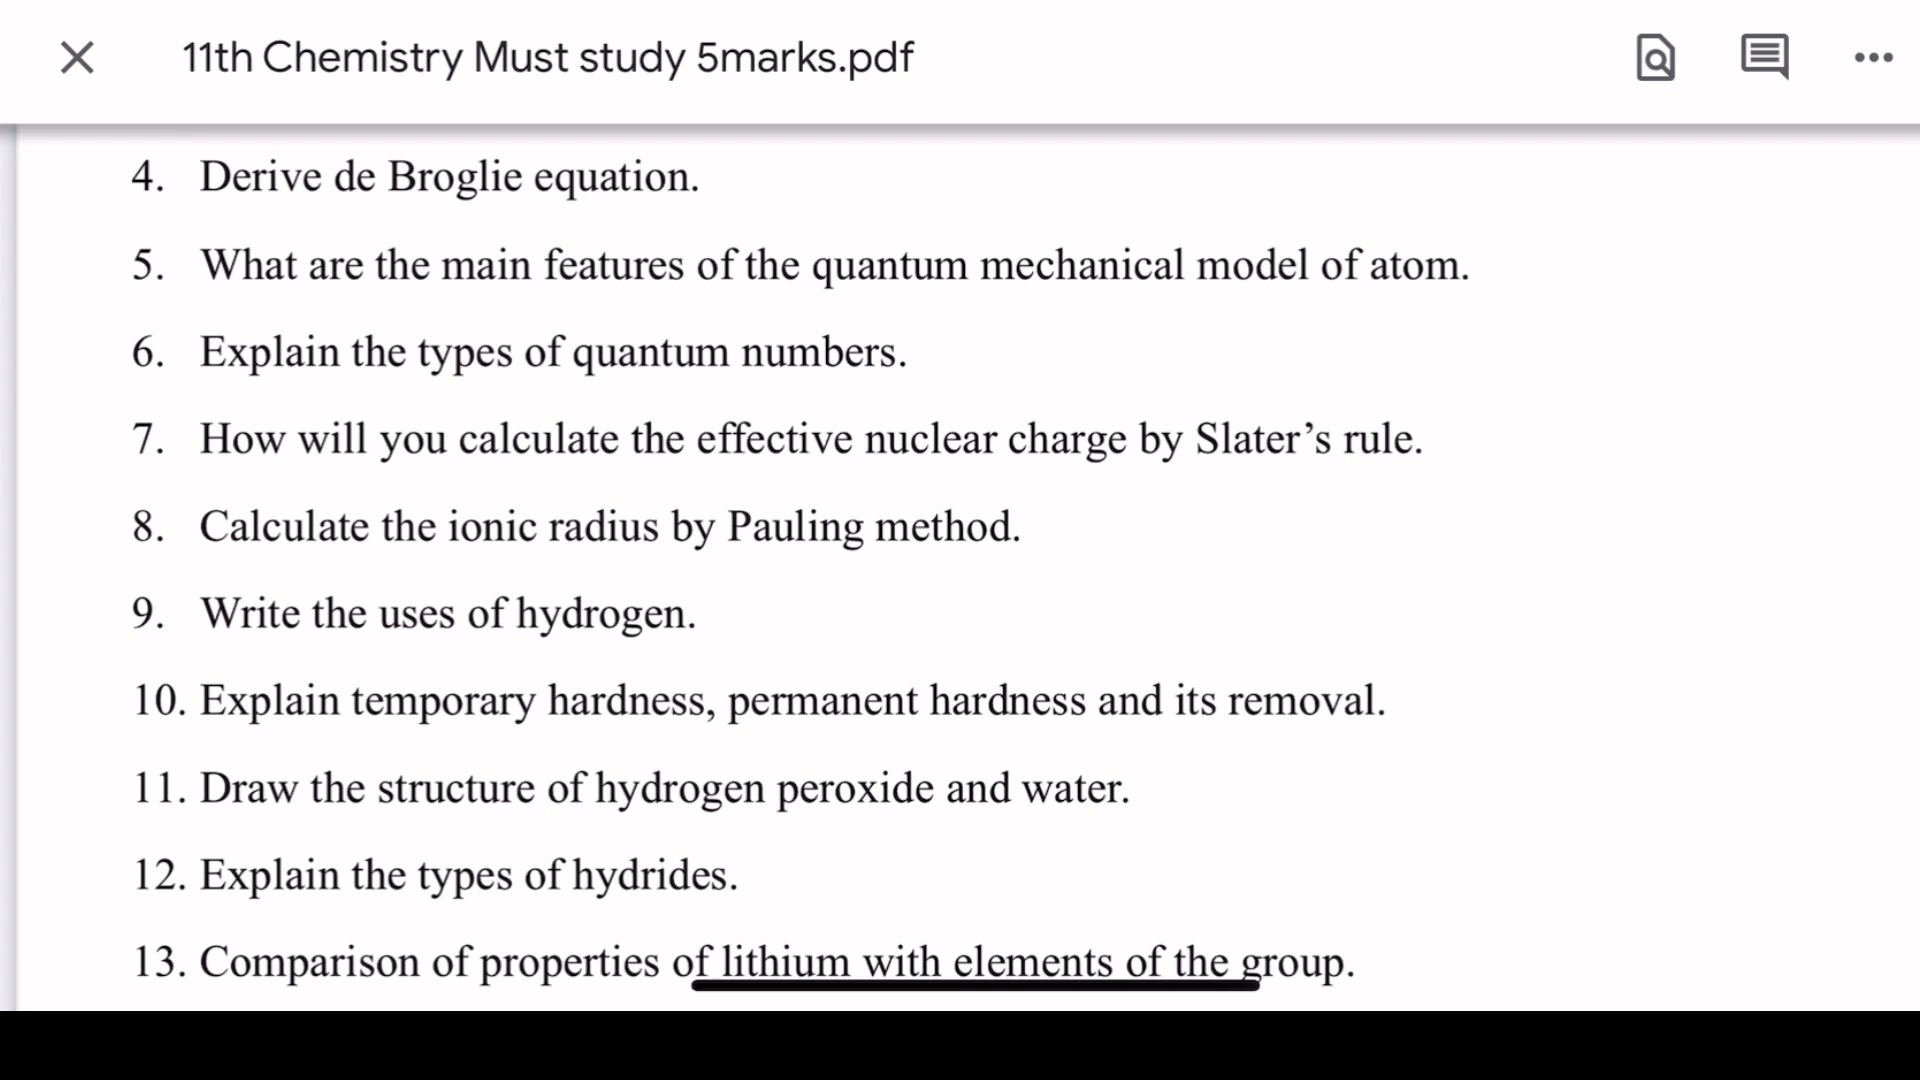 11th Chemistry Must study 5marks.pdf
4. Derive de Broglie equation.
5. What are the main features of the quantum mechanical model of atom.
6. Explain the types of quantum numbers.
7. How will you calculate the effective nuclear charge by Slater’s rule.
8. Calculate the ionic radius by Pauling method.
9. Write the uses of hydrogen.
10. Explain temporary hardness, permanent hardness and its removal.
11. Draw the structure of hydrogen peroxide and water.
12. Explain the types of hydrides.
13. Comparison of properties of lithium with elements of the group.